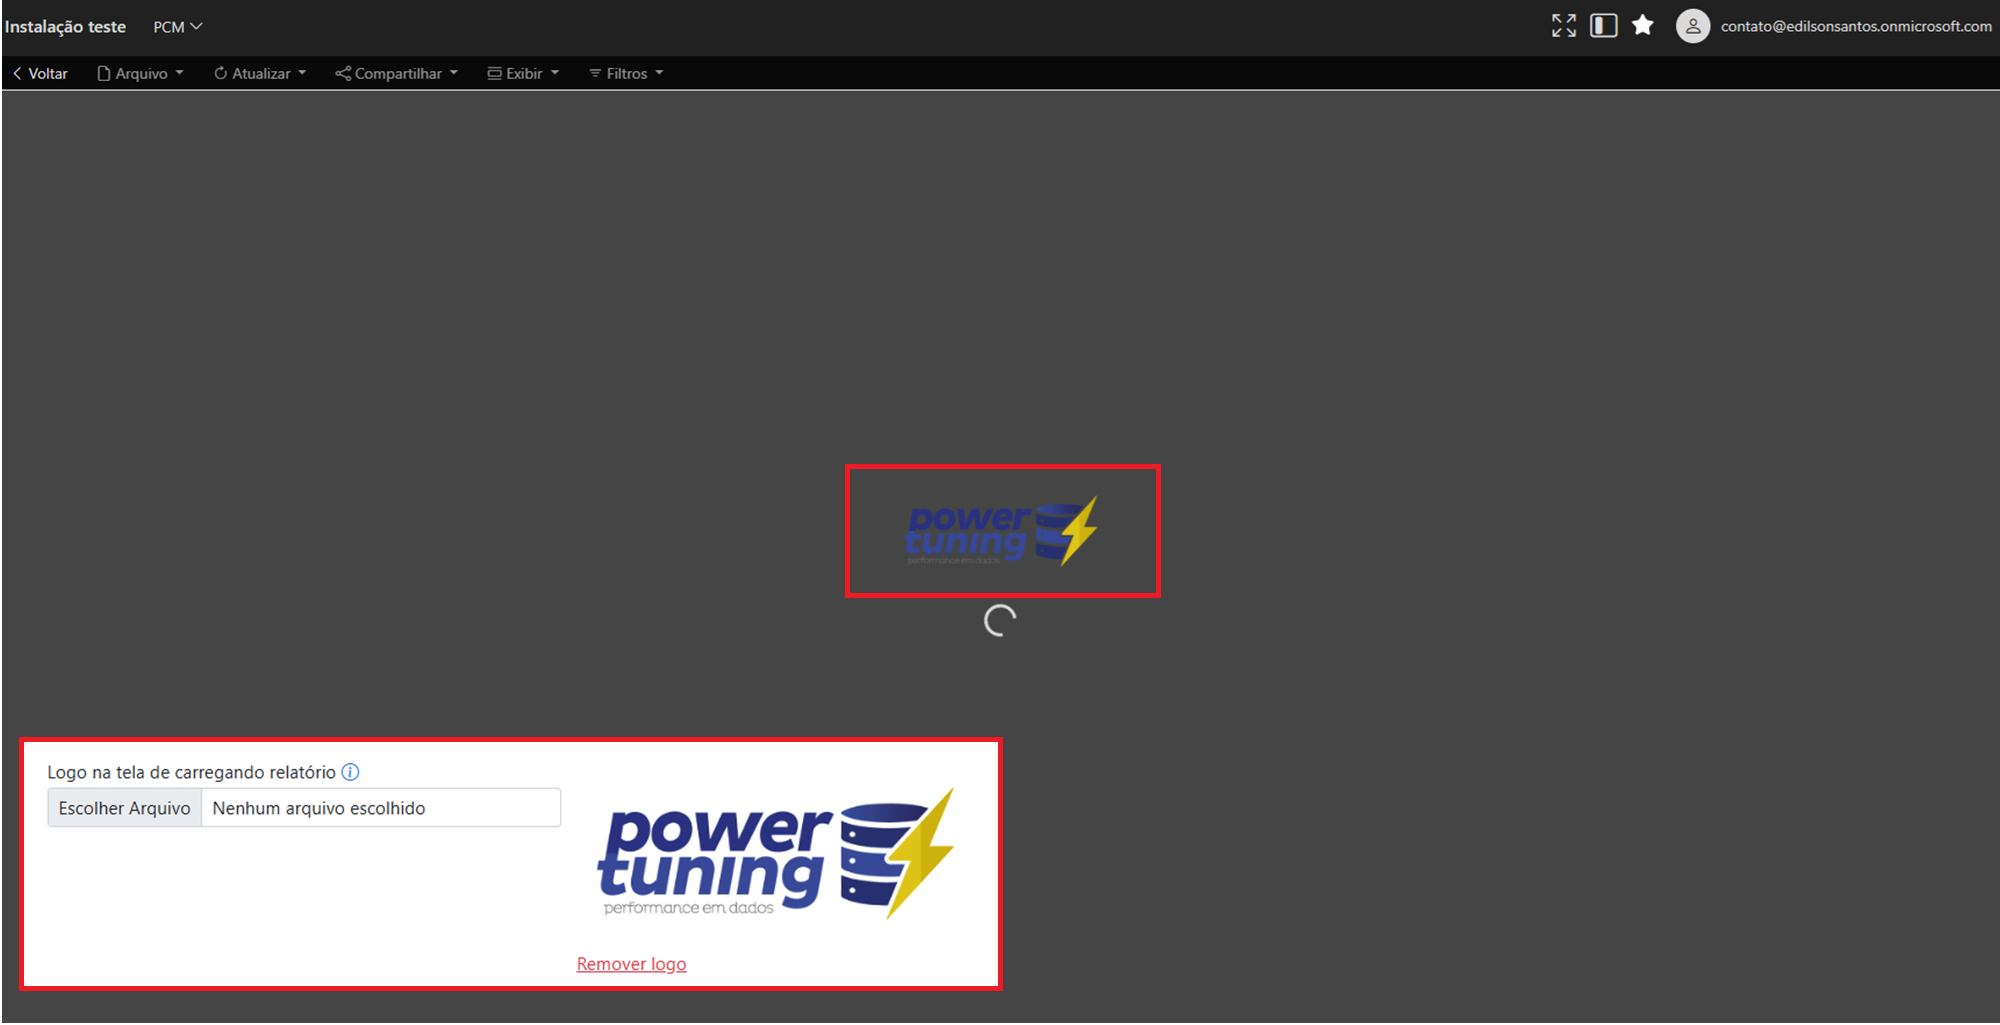 Instalação teste PCM contato@edilsonsantos.onmicrosoft.com
Voltar Arquivo Atualizar Compartilhar Exibir Filtros
power
tuning
performance em dados
Logo na tela de carregando relatório
Escolher Arquivo Nenhum arquivo escolhido
power
tuning
performance em dados
Remover logo